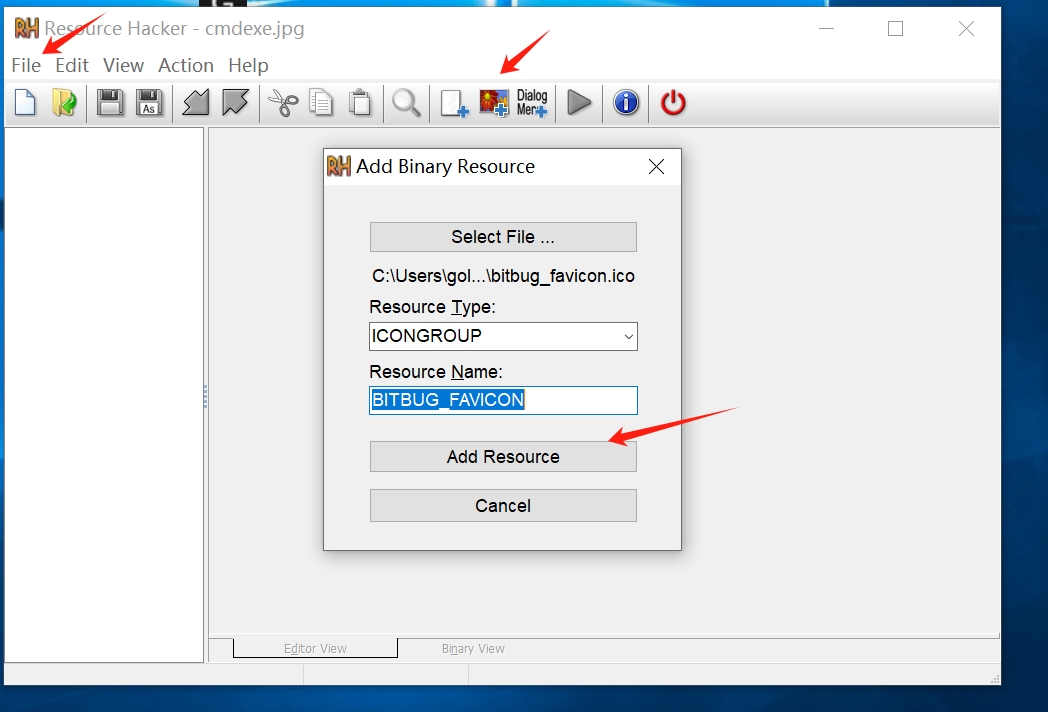 RH Resource Hacker - cmdexe.jpg
File Edit View Action Help
As
Dialog
Mer
RH Add Binary Resource
Select File ...
C:\Users\gol...\bitbug_favicon.ico
Resource Type:
ICONGROUP
Resource Name:
BITBUG_FAVICON
Add Resource
Cancel
Editor View Binary View